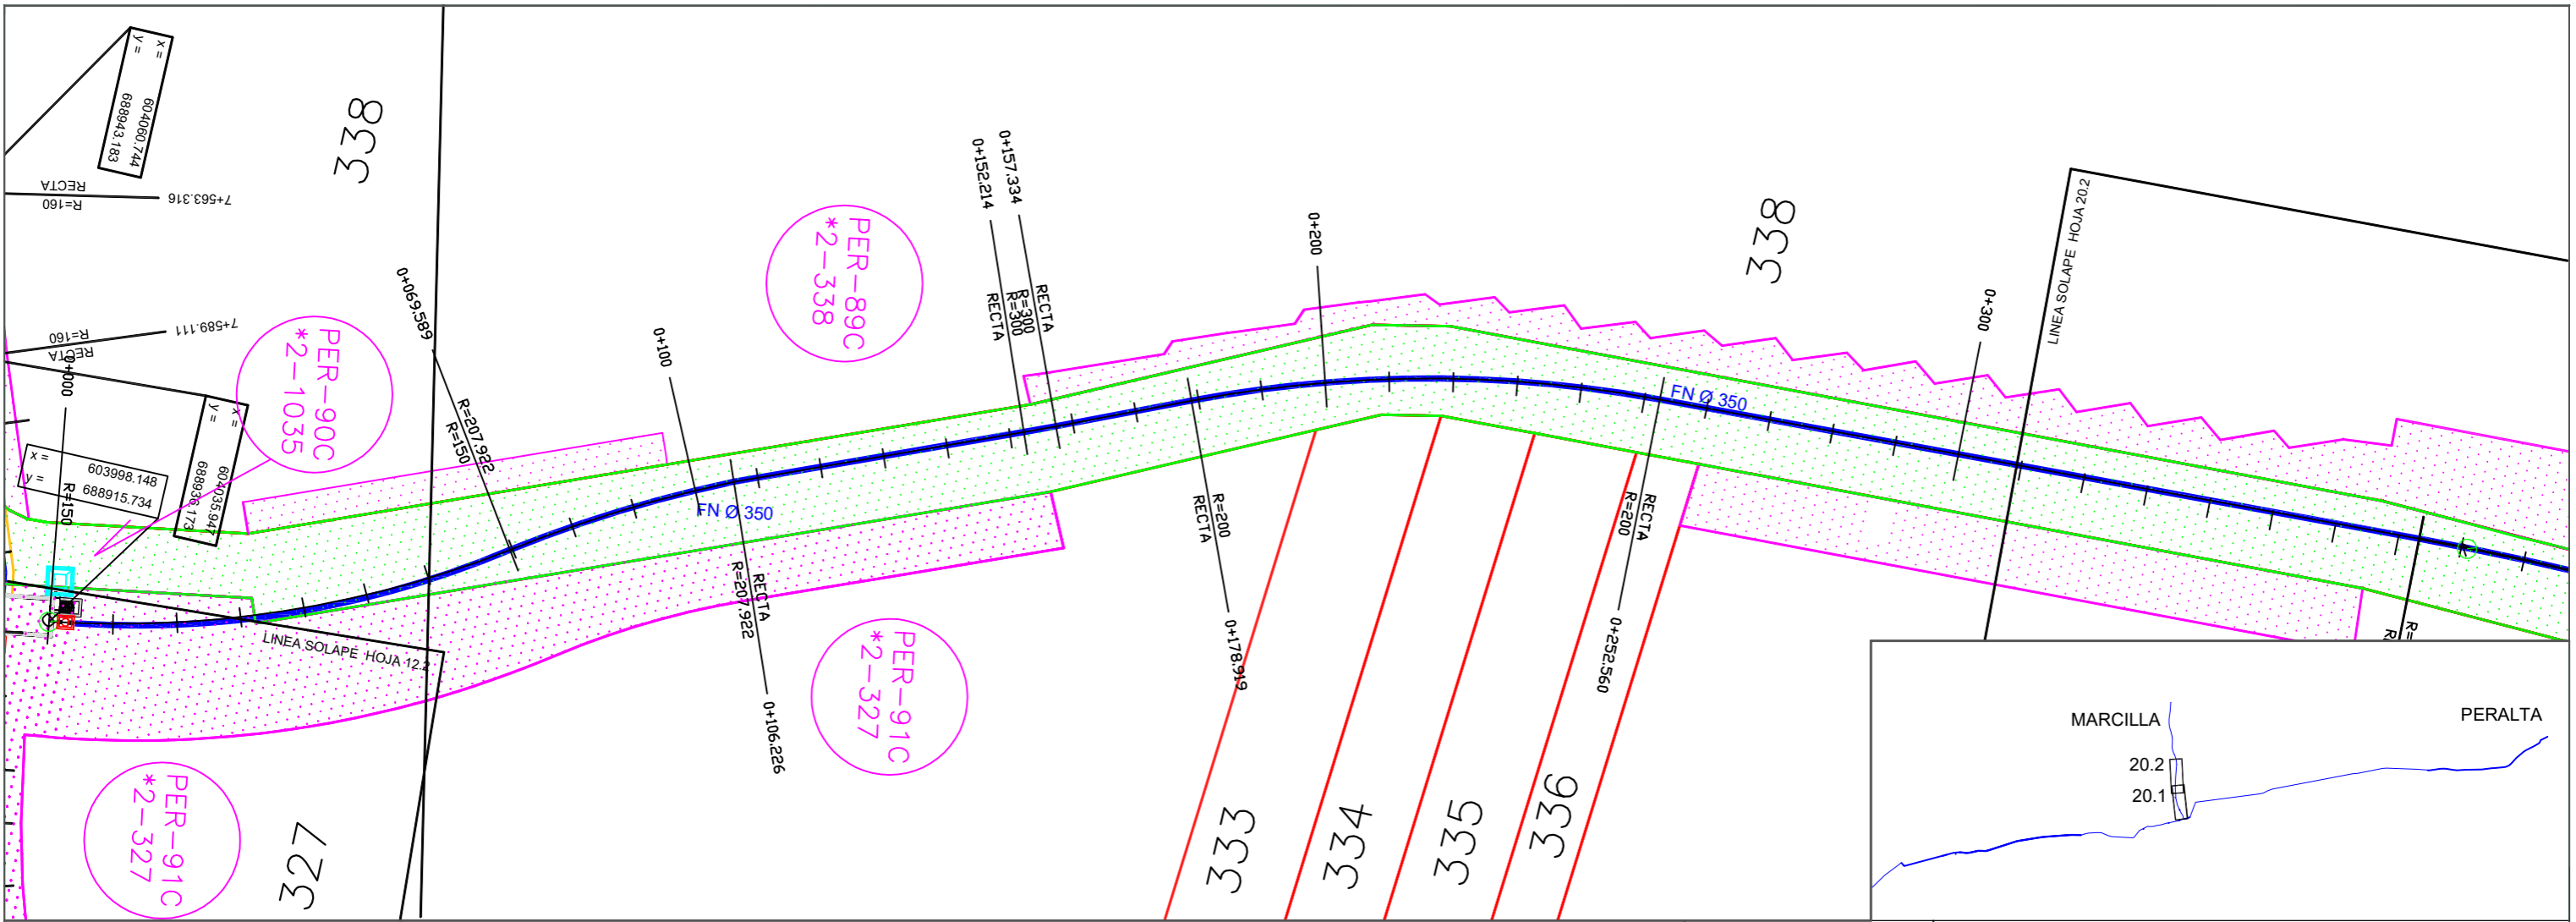 x = 604060.744
y = 688943.183
338
RECTA
R=160
7+563.316
R=160
RECTA
7+589.111
0+000
R=150
x = 603998.148
y = 688915.734
x = 604035.947
y = 688936.173
PER-90C
*2-1035
0+069.589
R=207.922
R=150
0+100
FN Ø 350
PER-89C
*2-338
0+152.214
0+157.334
RECTA
R=300
R=300
RECTA
0+200
338
0+300
LINEA SOLAPE HOJA 20.2
FN Ø 350
R=200
RECTA
0+178.919
RECTA
R=200
0+252.560
RECTA
R=207.922
0+106.226
LINEA SOLAPE HOJA 12.2
PER-91C
*2-327
PER-91C
*2-327
327
333
334
335
336
R=
R
MARCILLA
PERALTA
20.2
20.1